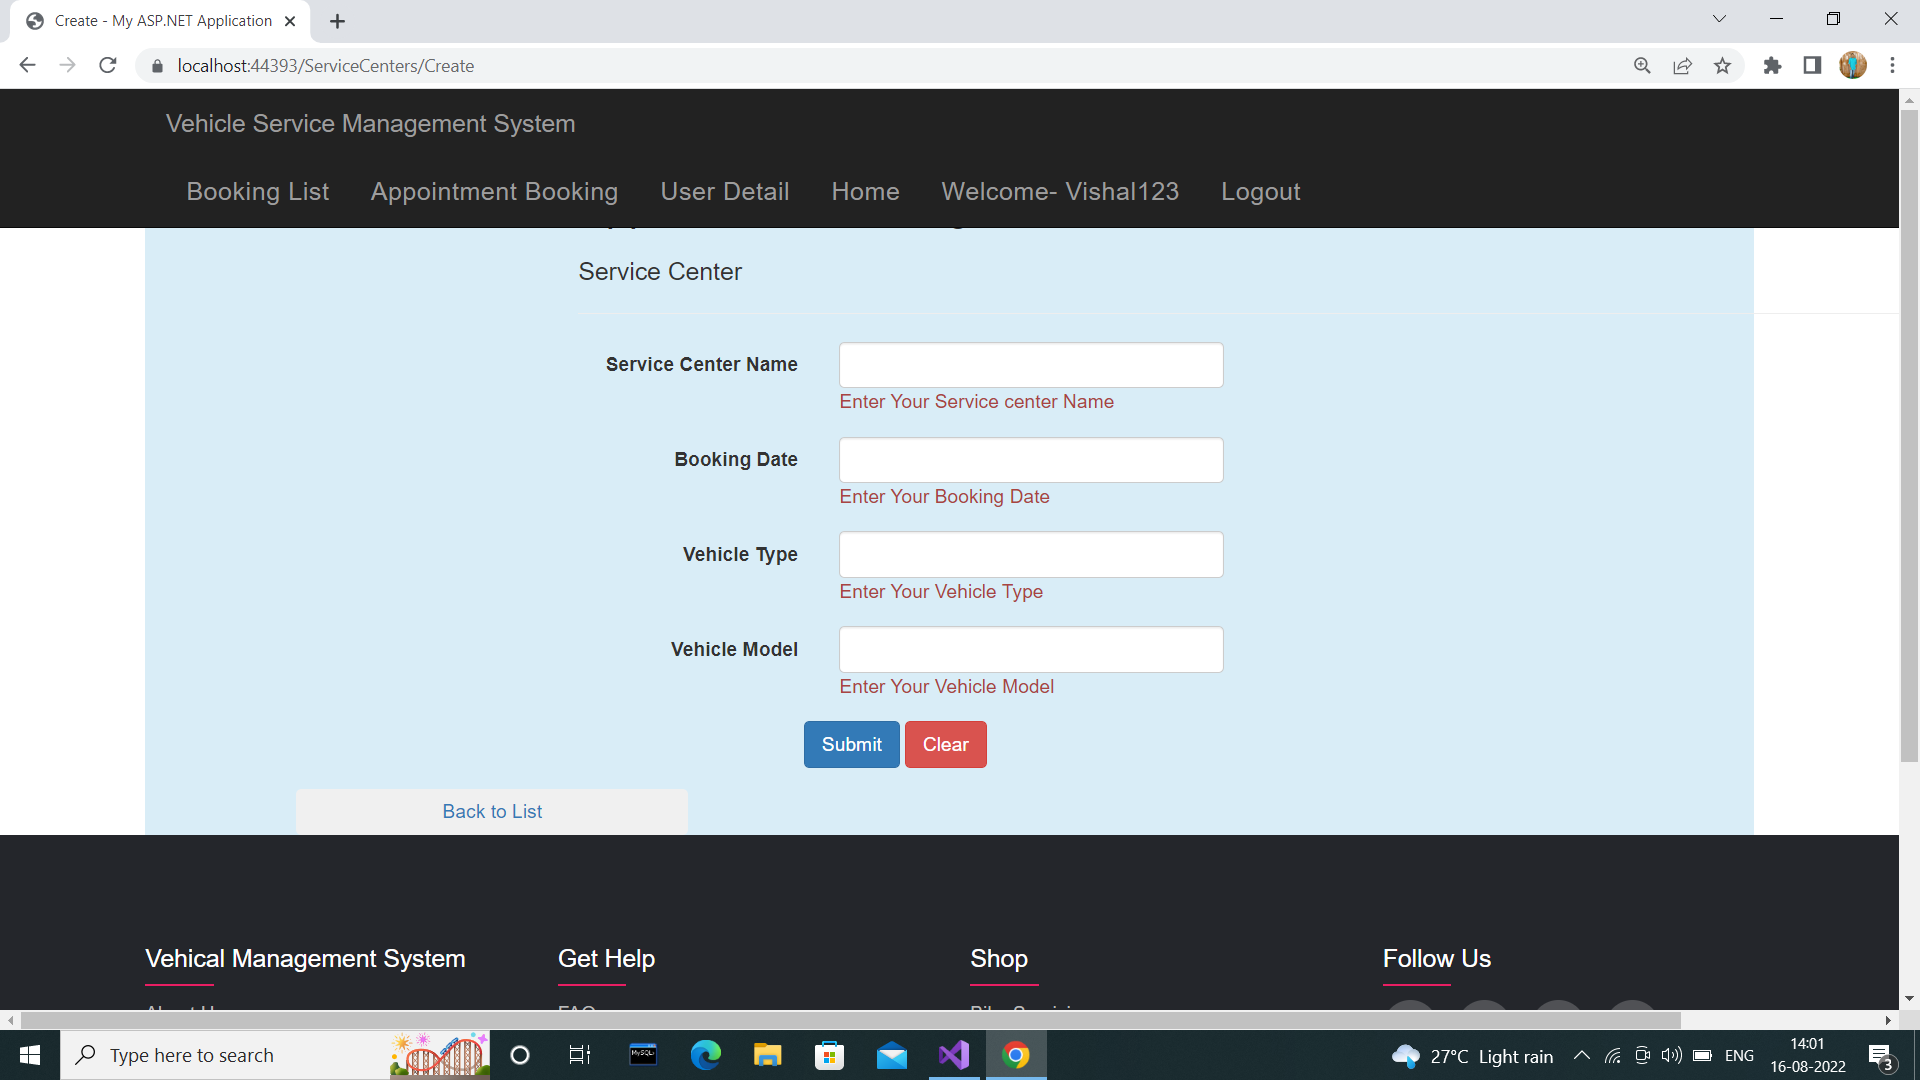 Create - My ASP.NET Application
localhost:44393/ServiceCenters/Create
Vehicle Service Management System
Booking List Appointment Booking User Detail Home Welcome- Vishal123 Logout
Service Center
Service Center Name
Enter Your Service center Name
Booking Date
Enter Your Booking Date
Vehicle Type
Enter Your Vehicle Type
Vehicle Model
Enter Your Vehicle Model
Submit Clear
Back to List
Vehical Management System Get Help Shop Follow Us
Type here to search
MySQL
27°C Light rain
ENG
14:01
16-08-2022
3